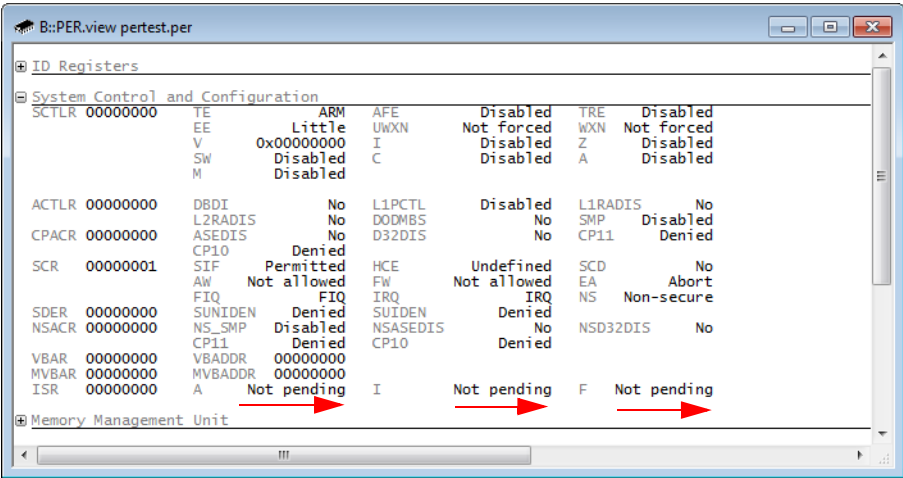 B::PER.view pertest.per
ID Registers
System Control and Configuration
SCTLR 00000000 TE ARM AFE Disabled TRE Disabled
EE Little UWXN Not forced WXN Not forced
V 0x00000000 I Disabled Z Disabled
SW Disabled C Disabled A Disabled
M Disabled
ACTLR 00000000 DBDI No L1PCTL Disabled L1RADIS No
L2RADIS No DODMBS No SMP Disabled
CPACR 00000000 ASEDIS No D32DIS No CP11 Denied
CP10 Denied
SCR 00000001 SIF Permitted HCE Undefined SCD No
AW Not allowed FW Not allowed EA Abort
FIQ FIQ IRQ IRQ NS Non-secure
SDER 00000000 SUNIDEN Denied SUIDEN Denied
NSACR 00000000 NS_SMP Disabled NSASEDIS No NSD32DIS No
CP11 Denied CP10 Denied
VBAR 00000000 VBADDR 00000000
MVBAR 00000000 MVBADDR 00000000
ISR 00000000 A Not pending I Not pending F Not pending
Memory Management Unit